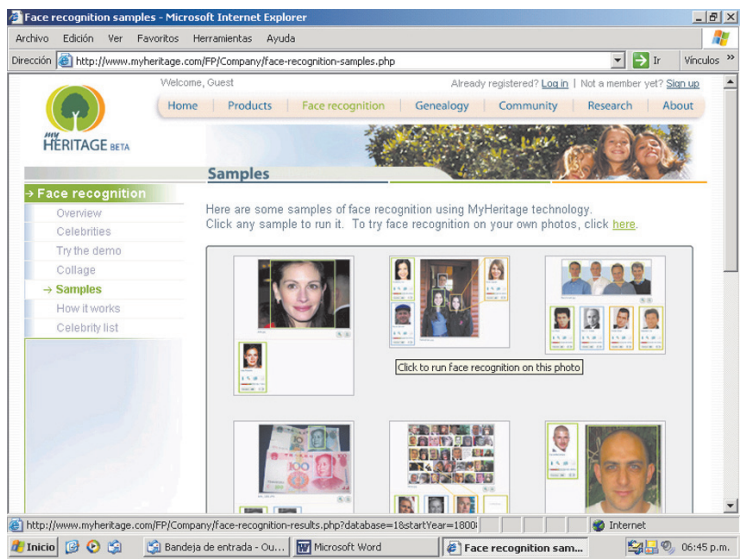 Face recognition samples - Microsoft Internet Explorer
Archivo Edición Ver Favoritos Herramientas Ayuda
Dirección http://www.myheritage.com/FP/Company/face-recognition-samples.php Ir Vínculos »
Welcome, Guest Already registered? Log in | Not a member yet? Sign up
Home Products Face recognition Genealogy Community Research About
my
HERITAGE BETA
Samples
Face recognition
Overview
Celebrities
Try the demo
Collage
Samples
How it works
Celebrity list
Here are some samples of face recognition using MyHeritage technology.
Click any sample to run it. To try face recognition on your own photos, click here.
Click to run face recognition on this photo
100
http://www.myheritage.com/FP/Company/face-recognition-results.php?database=1&startYear=1800 Internet
Inicio Bandeja de entrada - Ou... Microsoft Word Face recognition sam... 06:45 p.m.